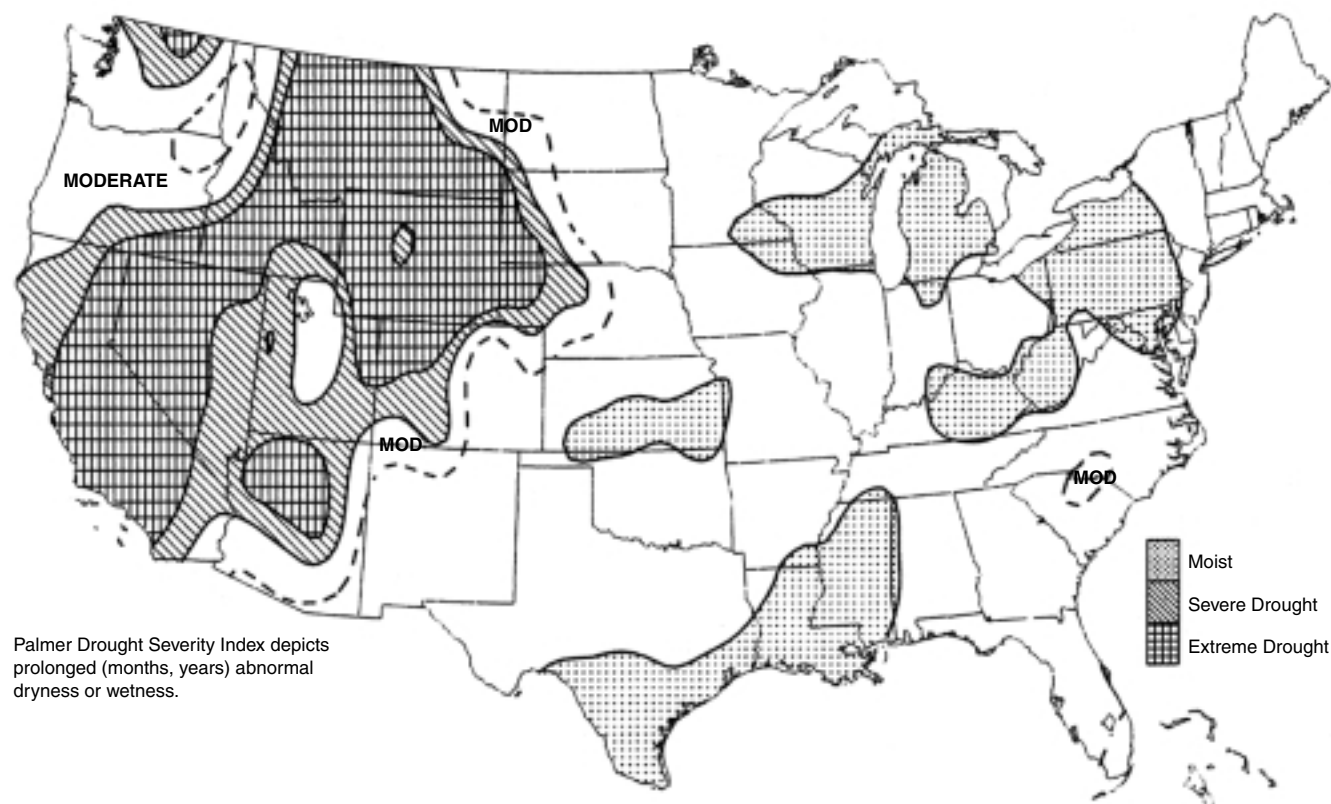 MOD
MODERATE
MOD
MOD
Moist
Severe Drought
Extreme Drought
Palmer Drought Severity Index depicts
prolonged (months, years) abnormal
dryness or wetness.